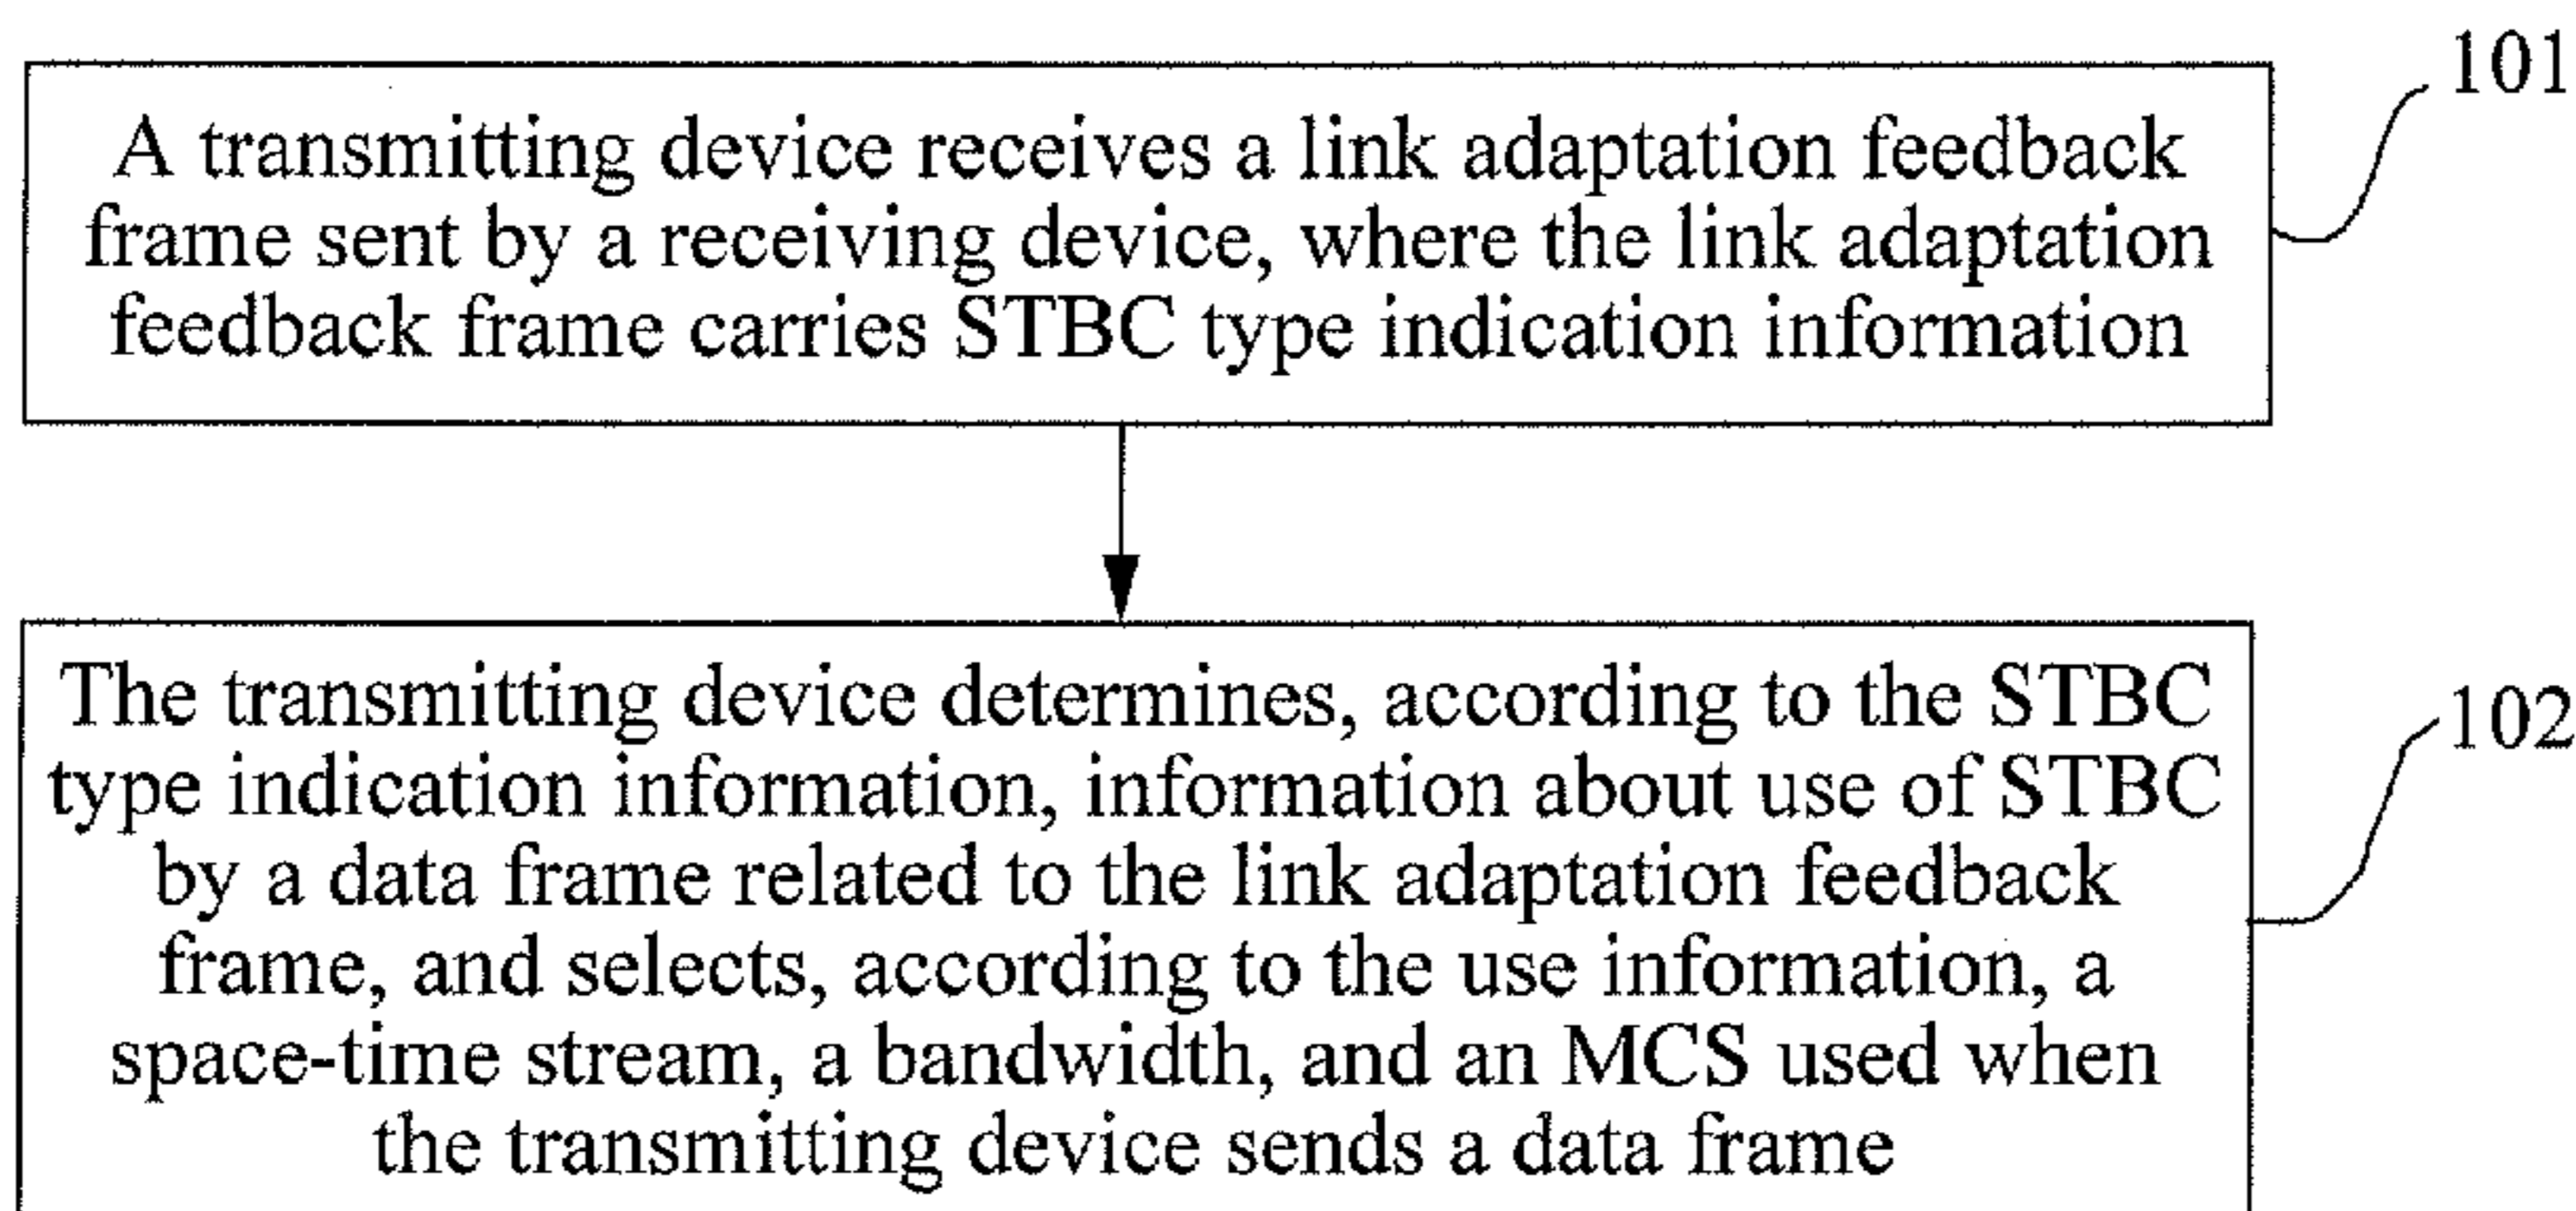 101
A transmitting device receives a link adaptation feedback
frame sent by a receiving device, where the link adaptation
feedback frame carries STBC type indication information
The transmitting device determines, according to the STBC
102
type indication information, information about use of STBC
by a data frame related to the link adaptation feedback
frame, and selects, according to the use information, a
space-time stream, a bandwidth, and an MCS used when
the transmitting device sends a data frame